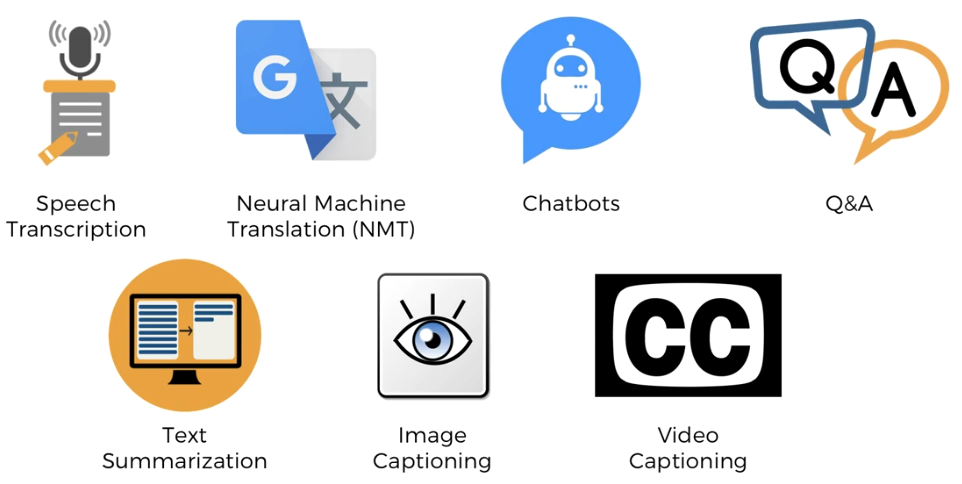 G 文
Q A
Speech
Transcription
Neural Machine
Translation (NMT)
Chatbots
Q&A
CC
Text
Summarization
Image
Captioning
Video
Captioning